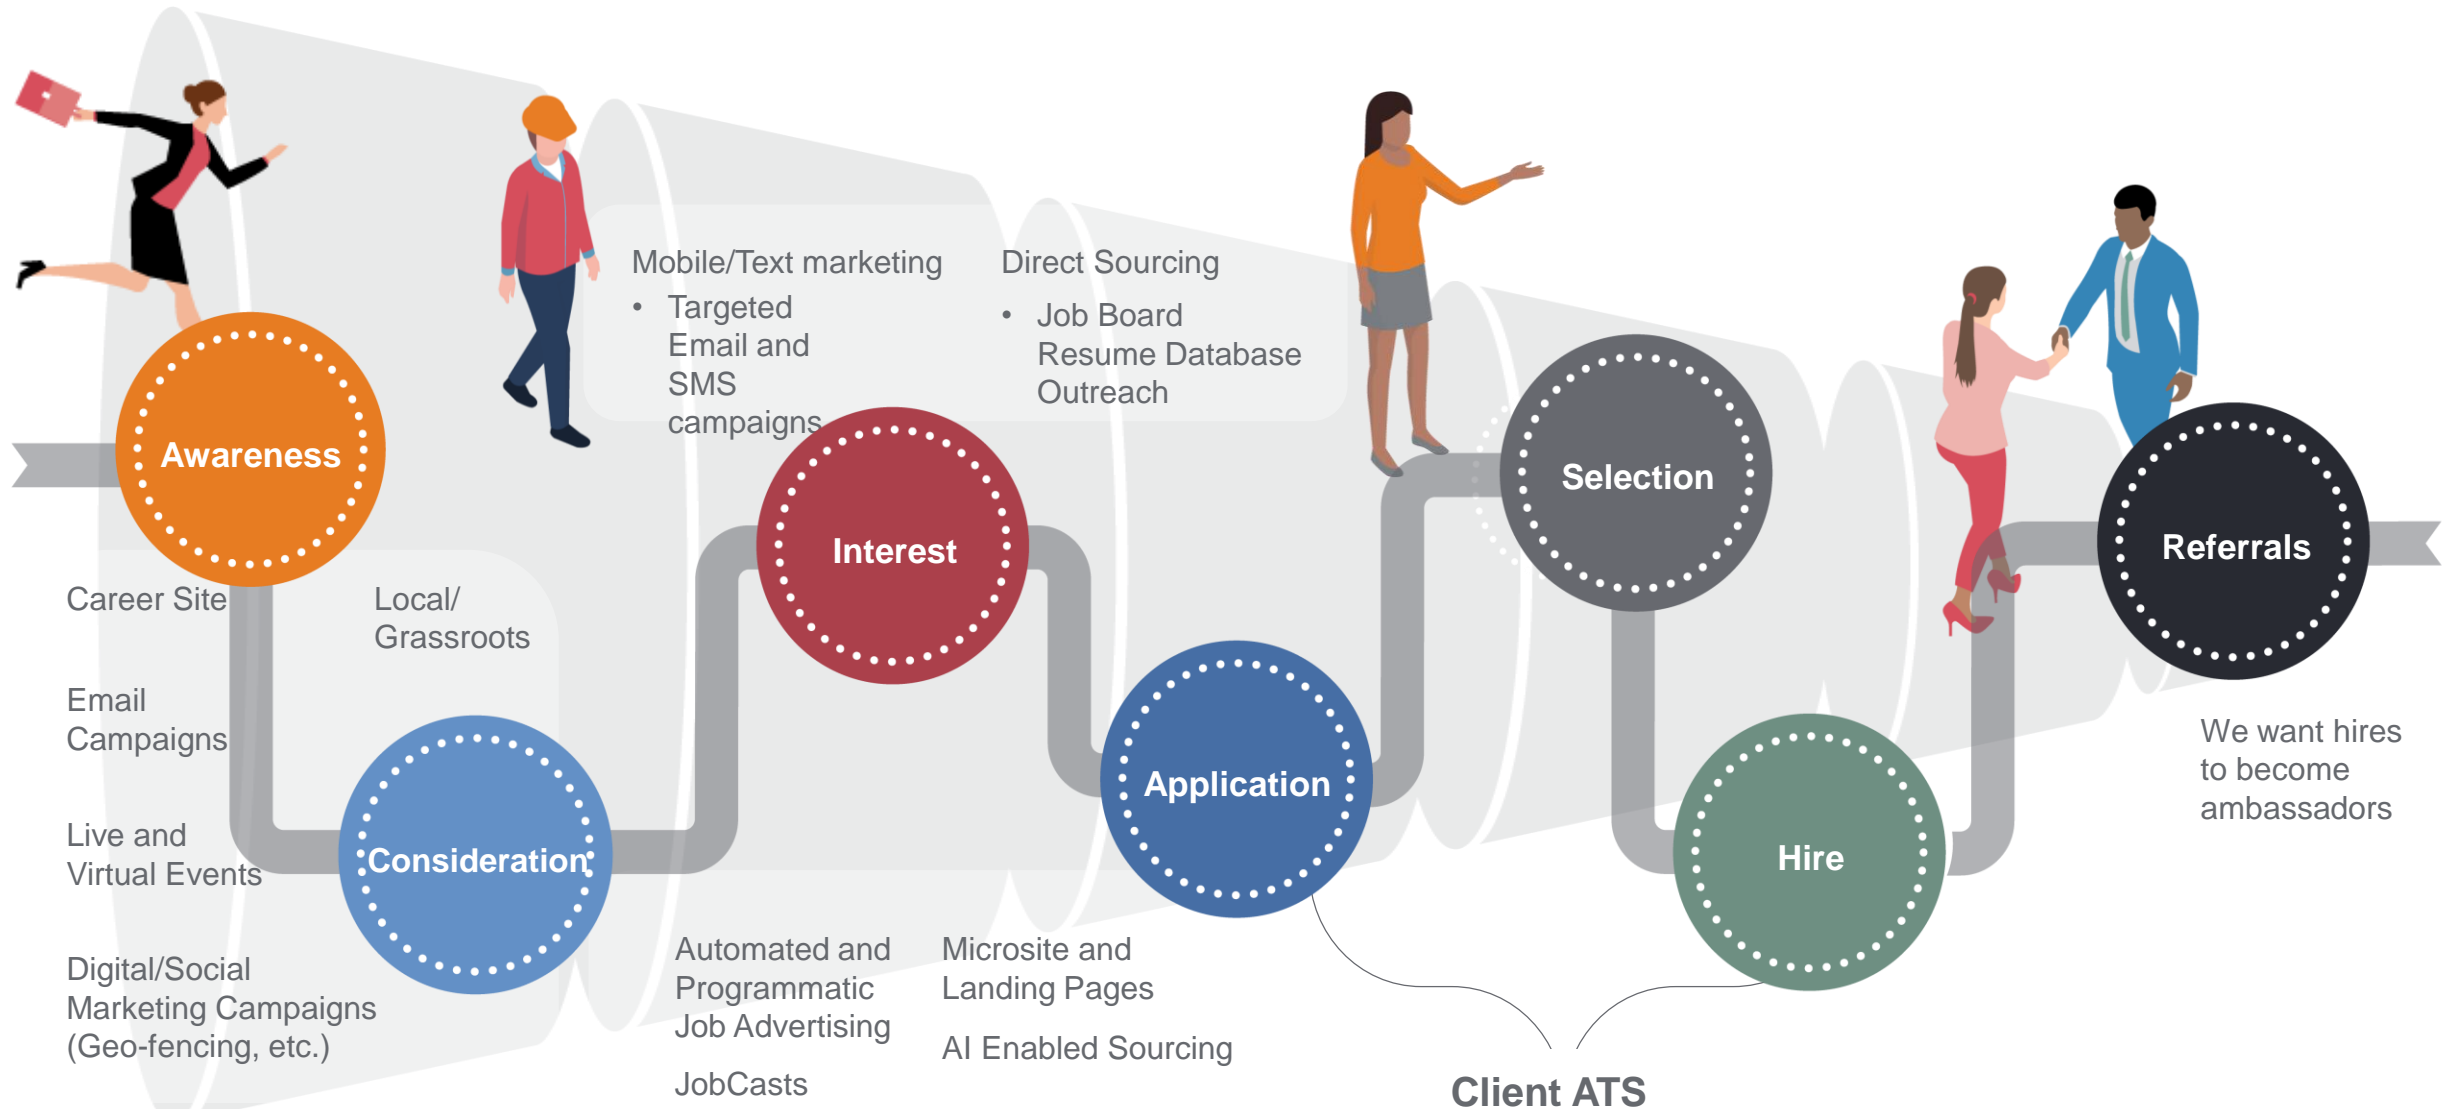 Awareness
Career Site
Email
Campaigns
Live and
Virtual Events
Digital/Social
Marketing Campaigns
(Geo-fencing, etc.)
Local/
Grassroots
Consideration
Mobile/Text marketing
• Targeted
Email and
SMS
campaigns
Direct Sourcing
• Job Board
Resume Database
Outreach
Interest
Automated and
Programmatic
Job Advertising
JobCasts
Microsite and
Landing Pages
AI Enabled Sourcing
Application
Selection
Hire
Client ATS
Referrals
We want hires
to become
ambassadors